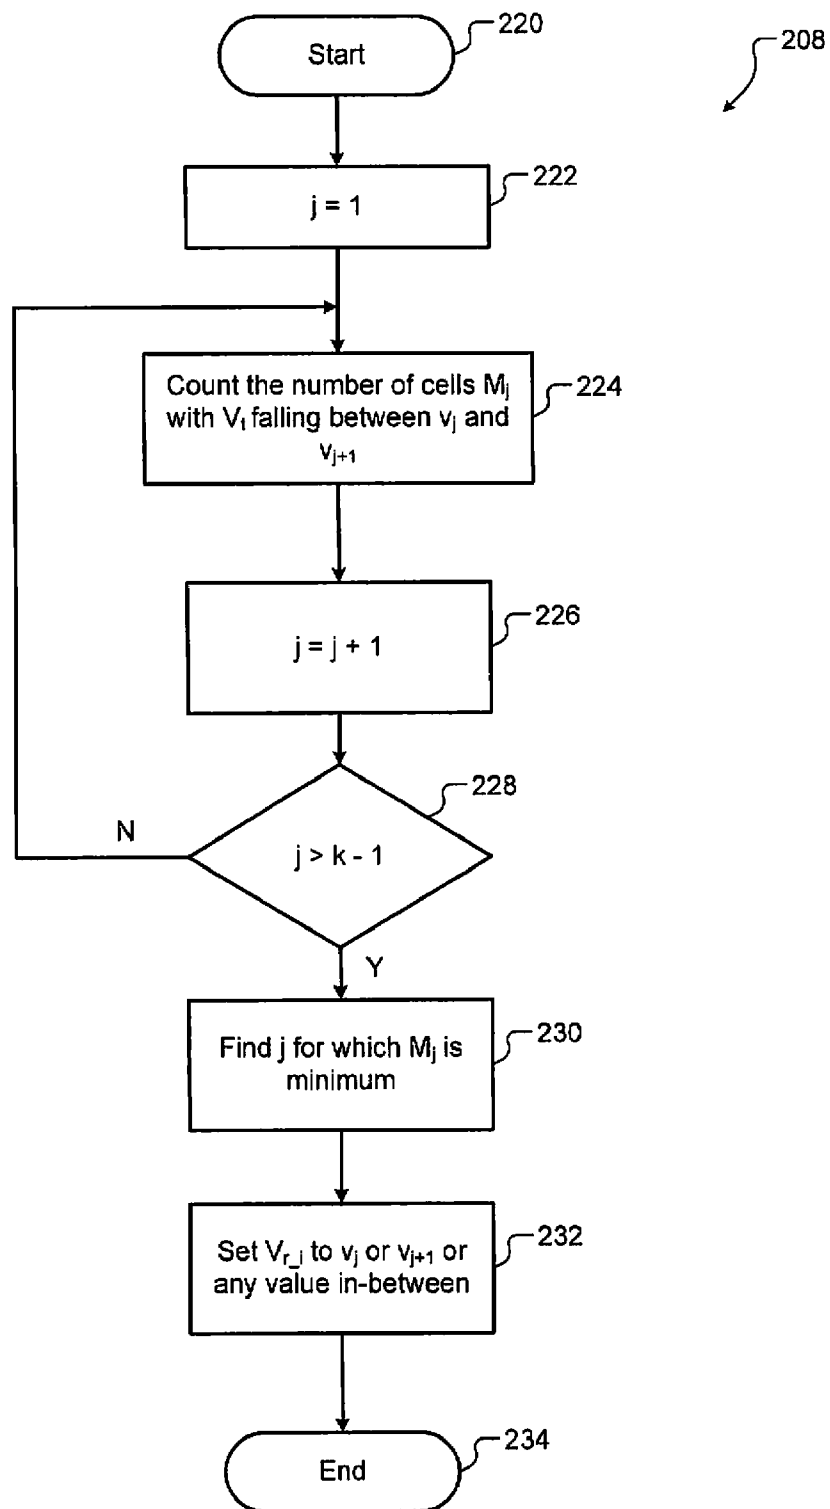 Start
220
208
j = 1
222
Count the number of cells Mj
with Vt falling between vj and
vj+1
224
j = j + 1
226
j > k - 1
228
N
Y
Find j for which Mj is
minimum
230
Set Vr_i to vj or vj+1 or
any value in-between
232
End
234